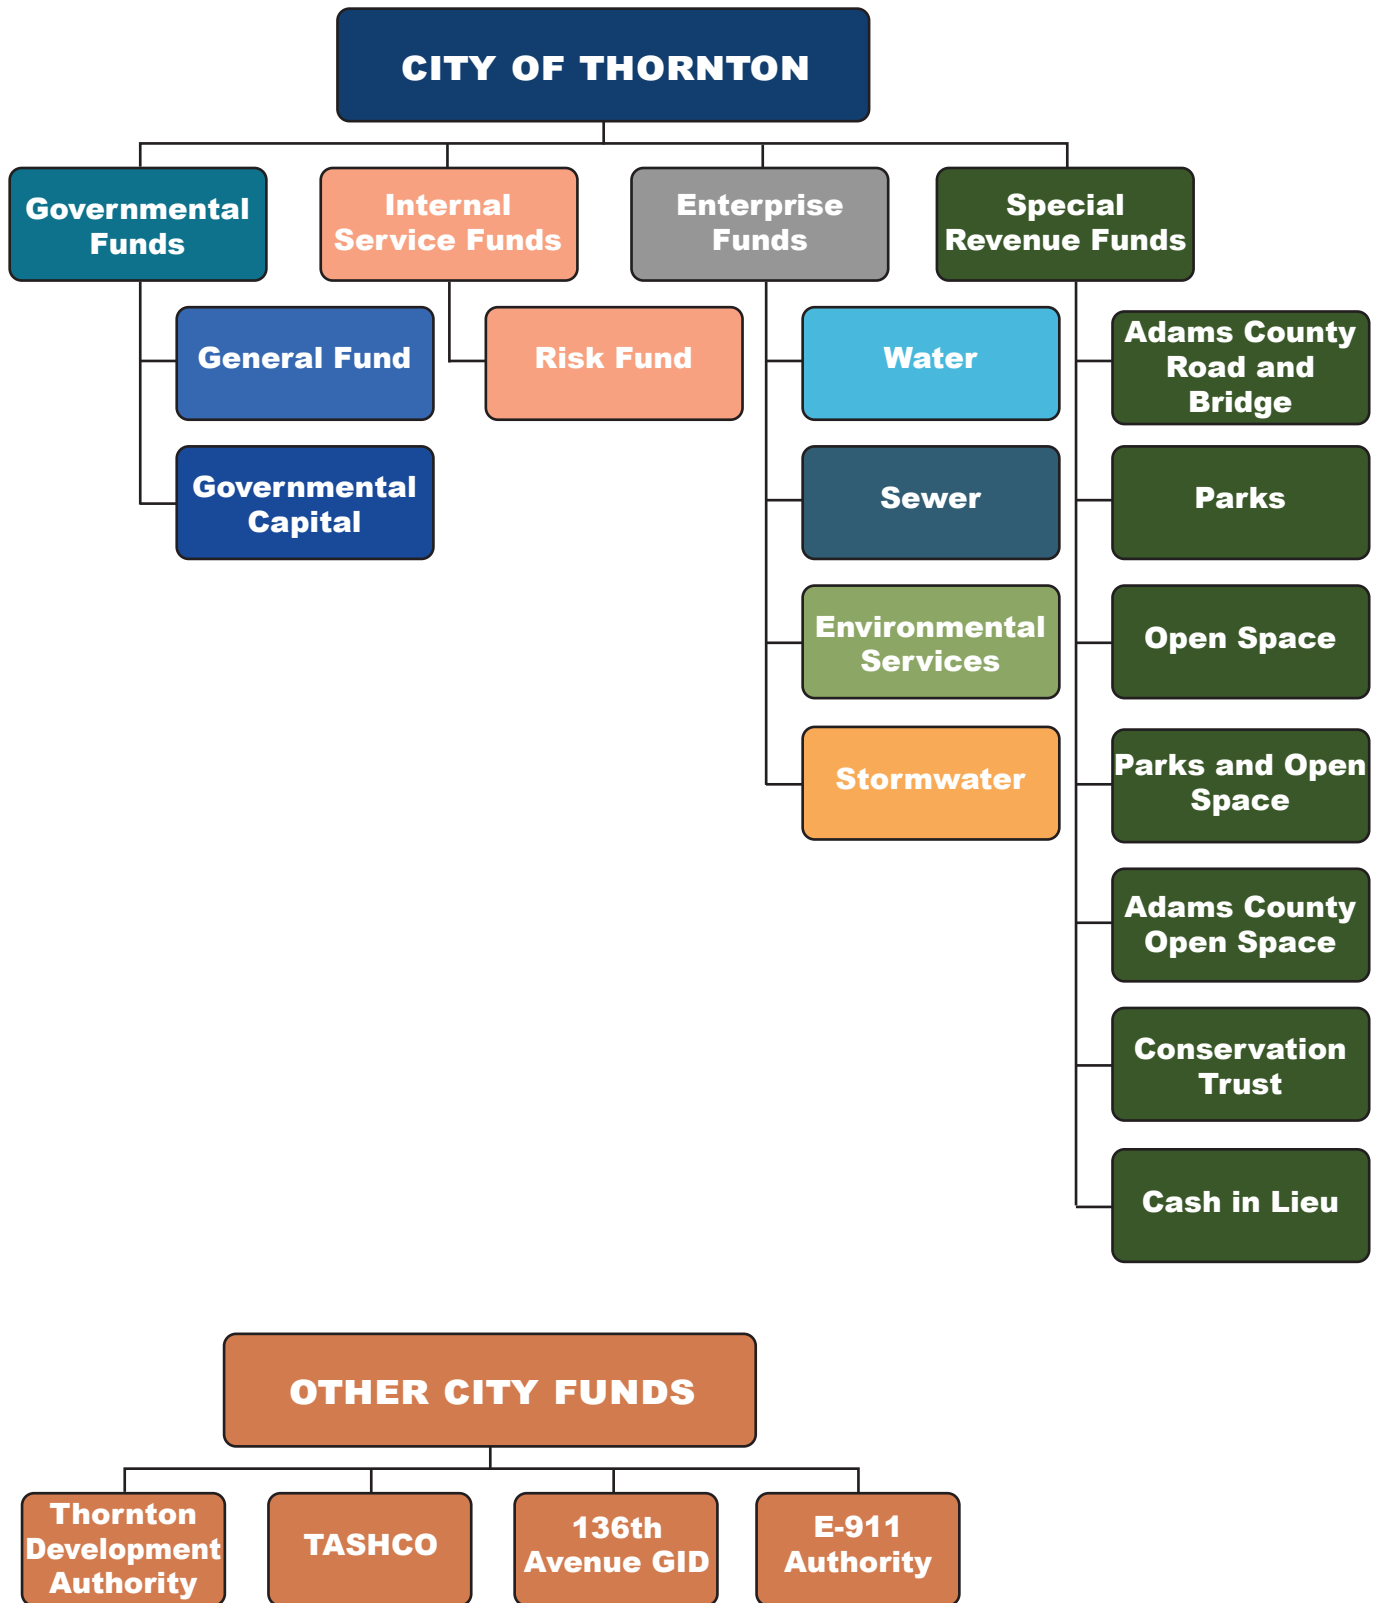 CITY OF THORNTON
Governmental
Funds
Internal
Service Funds
Enterprise
Funds
Special
Revenue Funds
General Fund
Governmental
Capital
Risk Fund
Water
Sewer
Environmental
Services
Stormwater
Adams County
Road and
Bridge
Parks
Open Space
Parks and Open
Space
Adams County
Open Space
Conservation
Trust
Cash in Lieu
OTHER CITY FUNDS
Thornton
Development
Authority
TASHCO
136th
Avenue GID
E-911
Authority